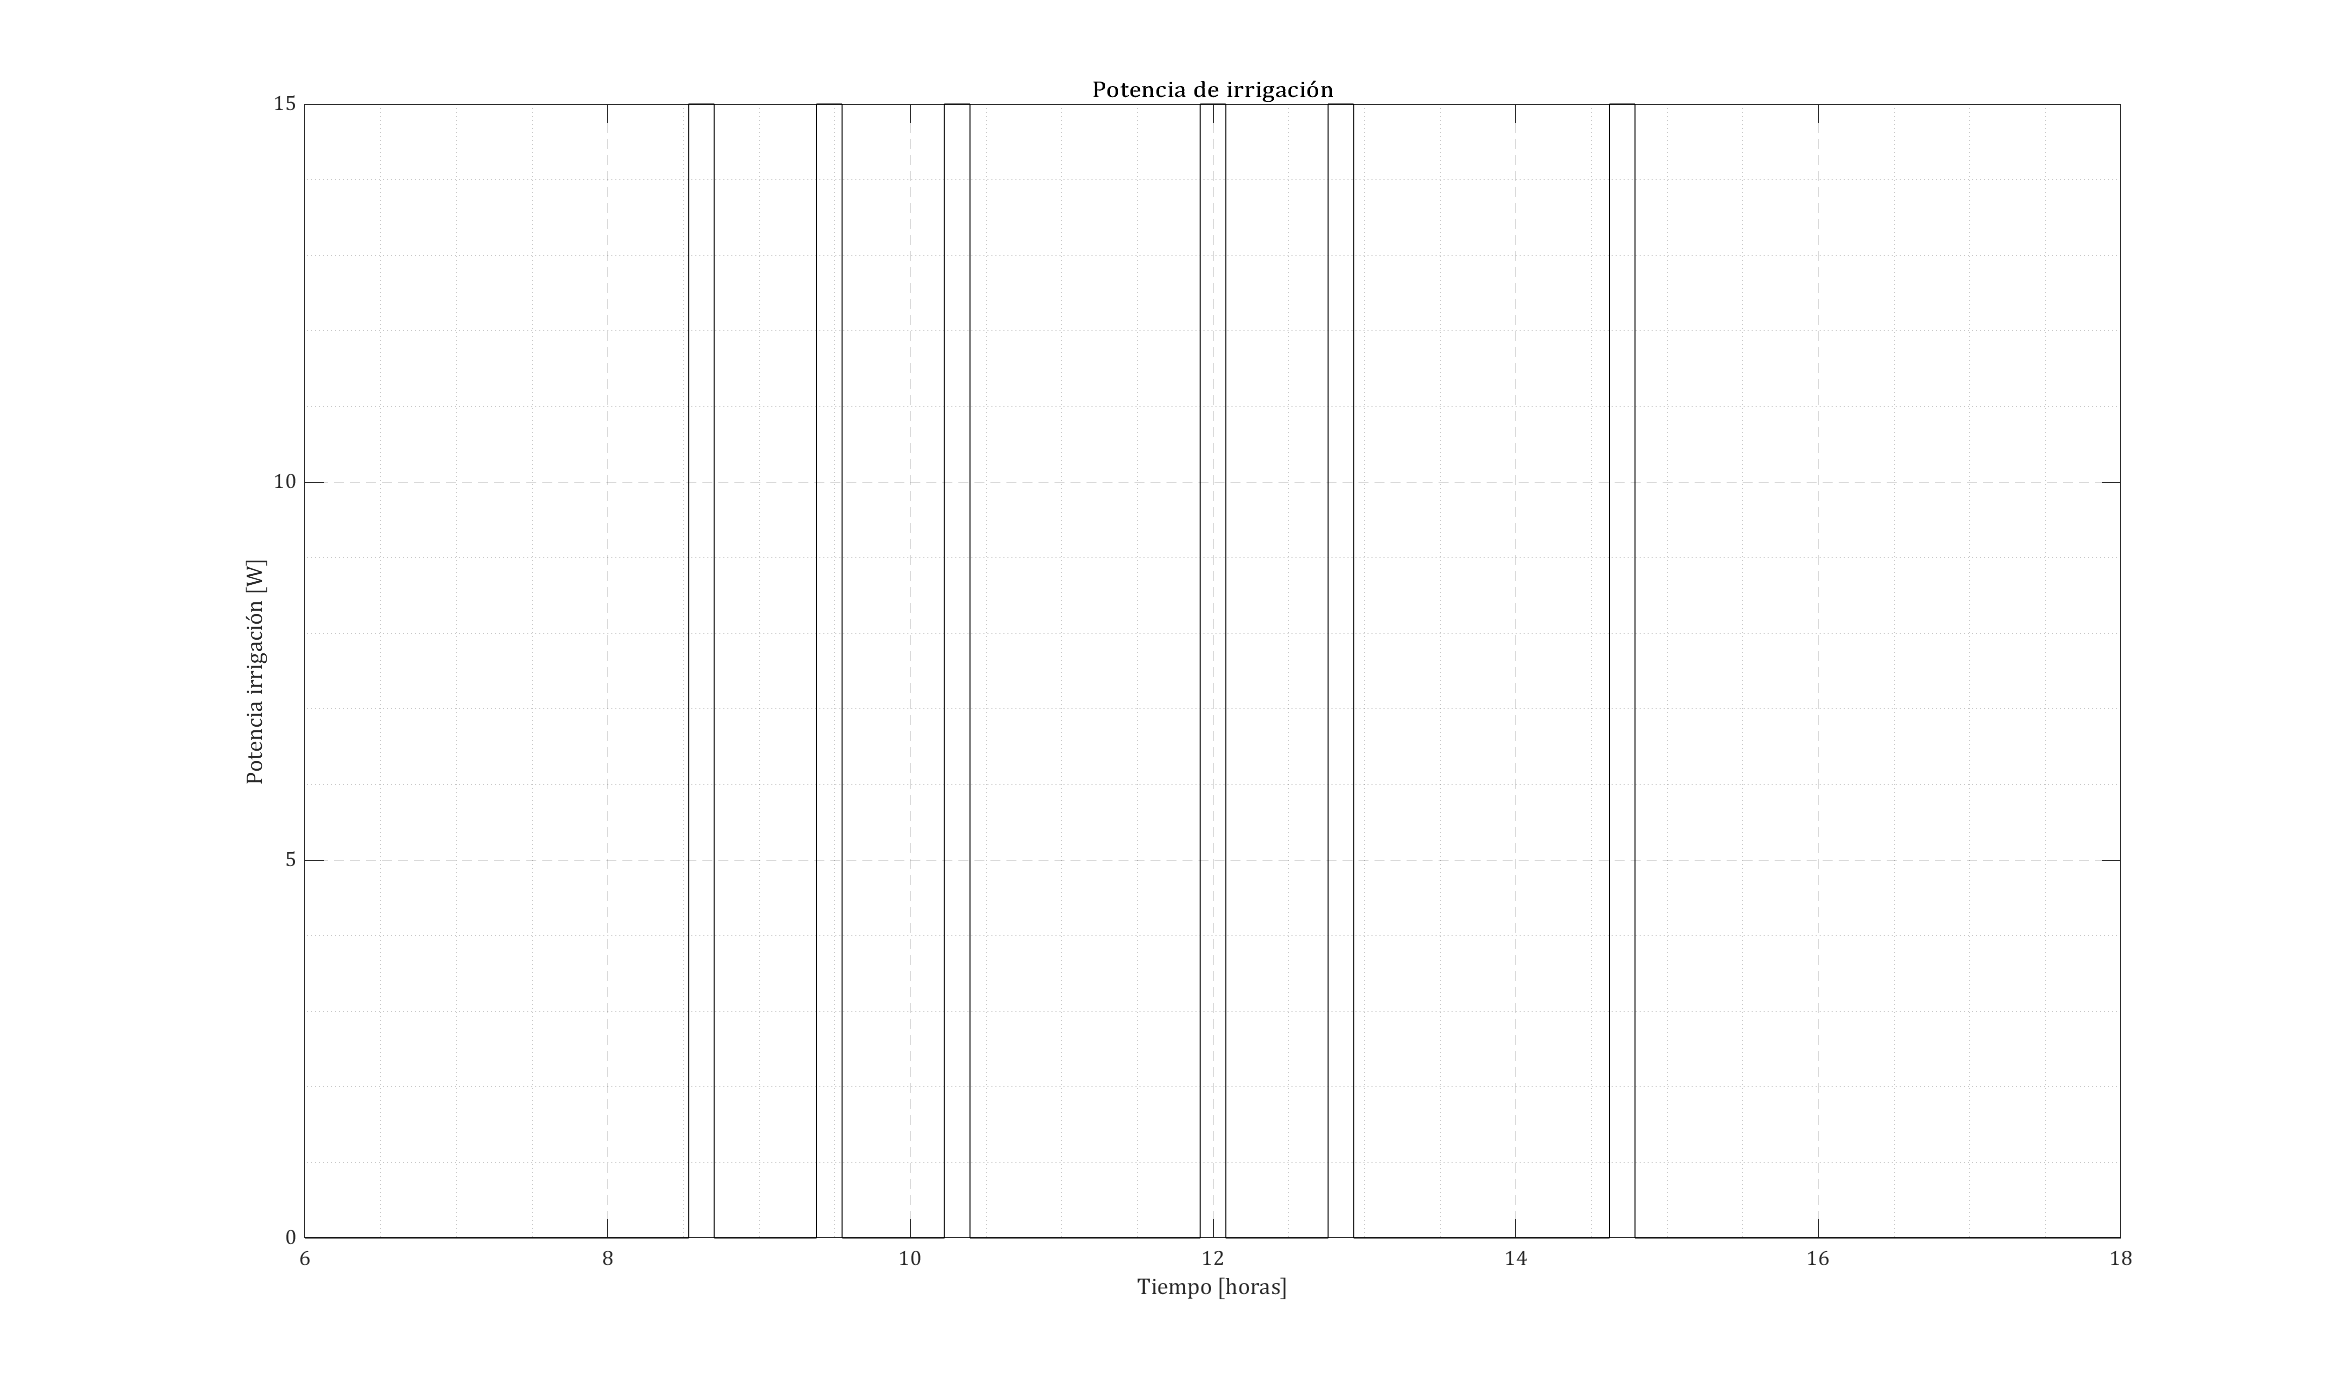 Potencia de irrigación
15
10
5
0
Potencia irrigación [W]
6 8 10 12 14 16 18
Tiempo [horas]